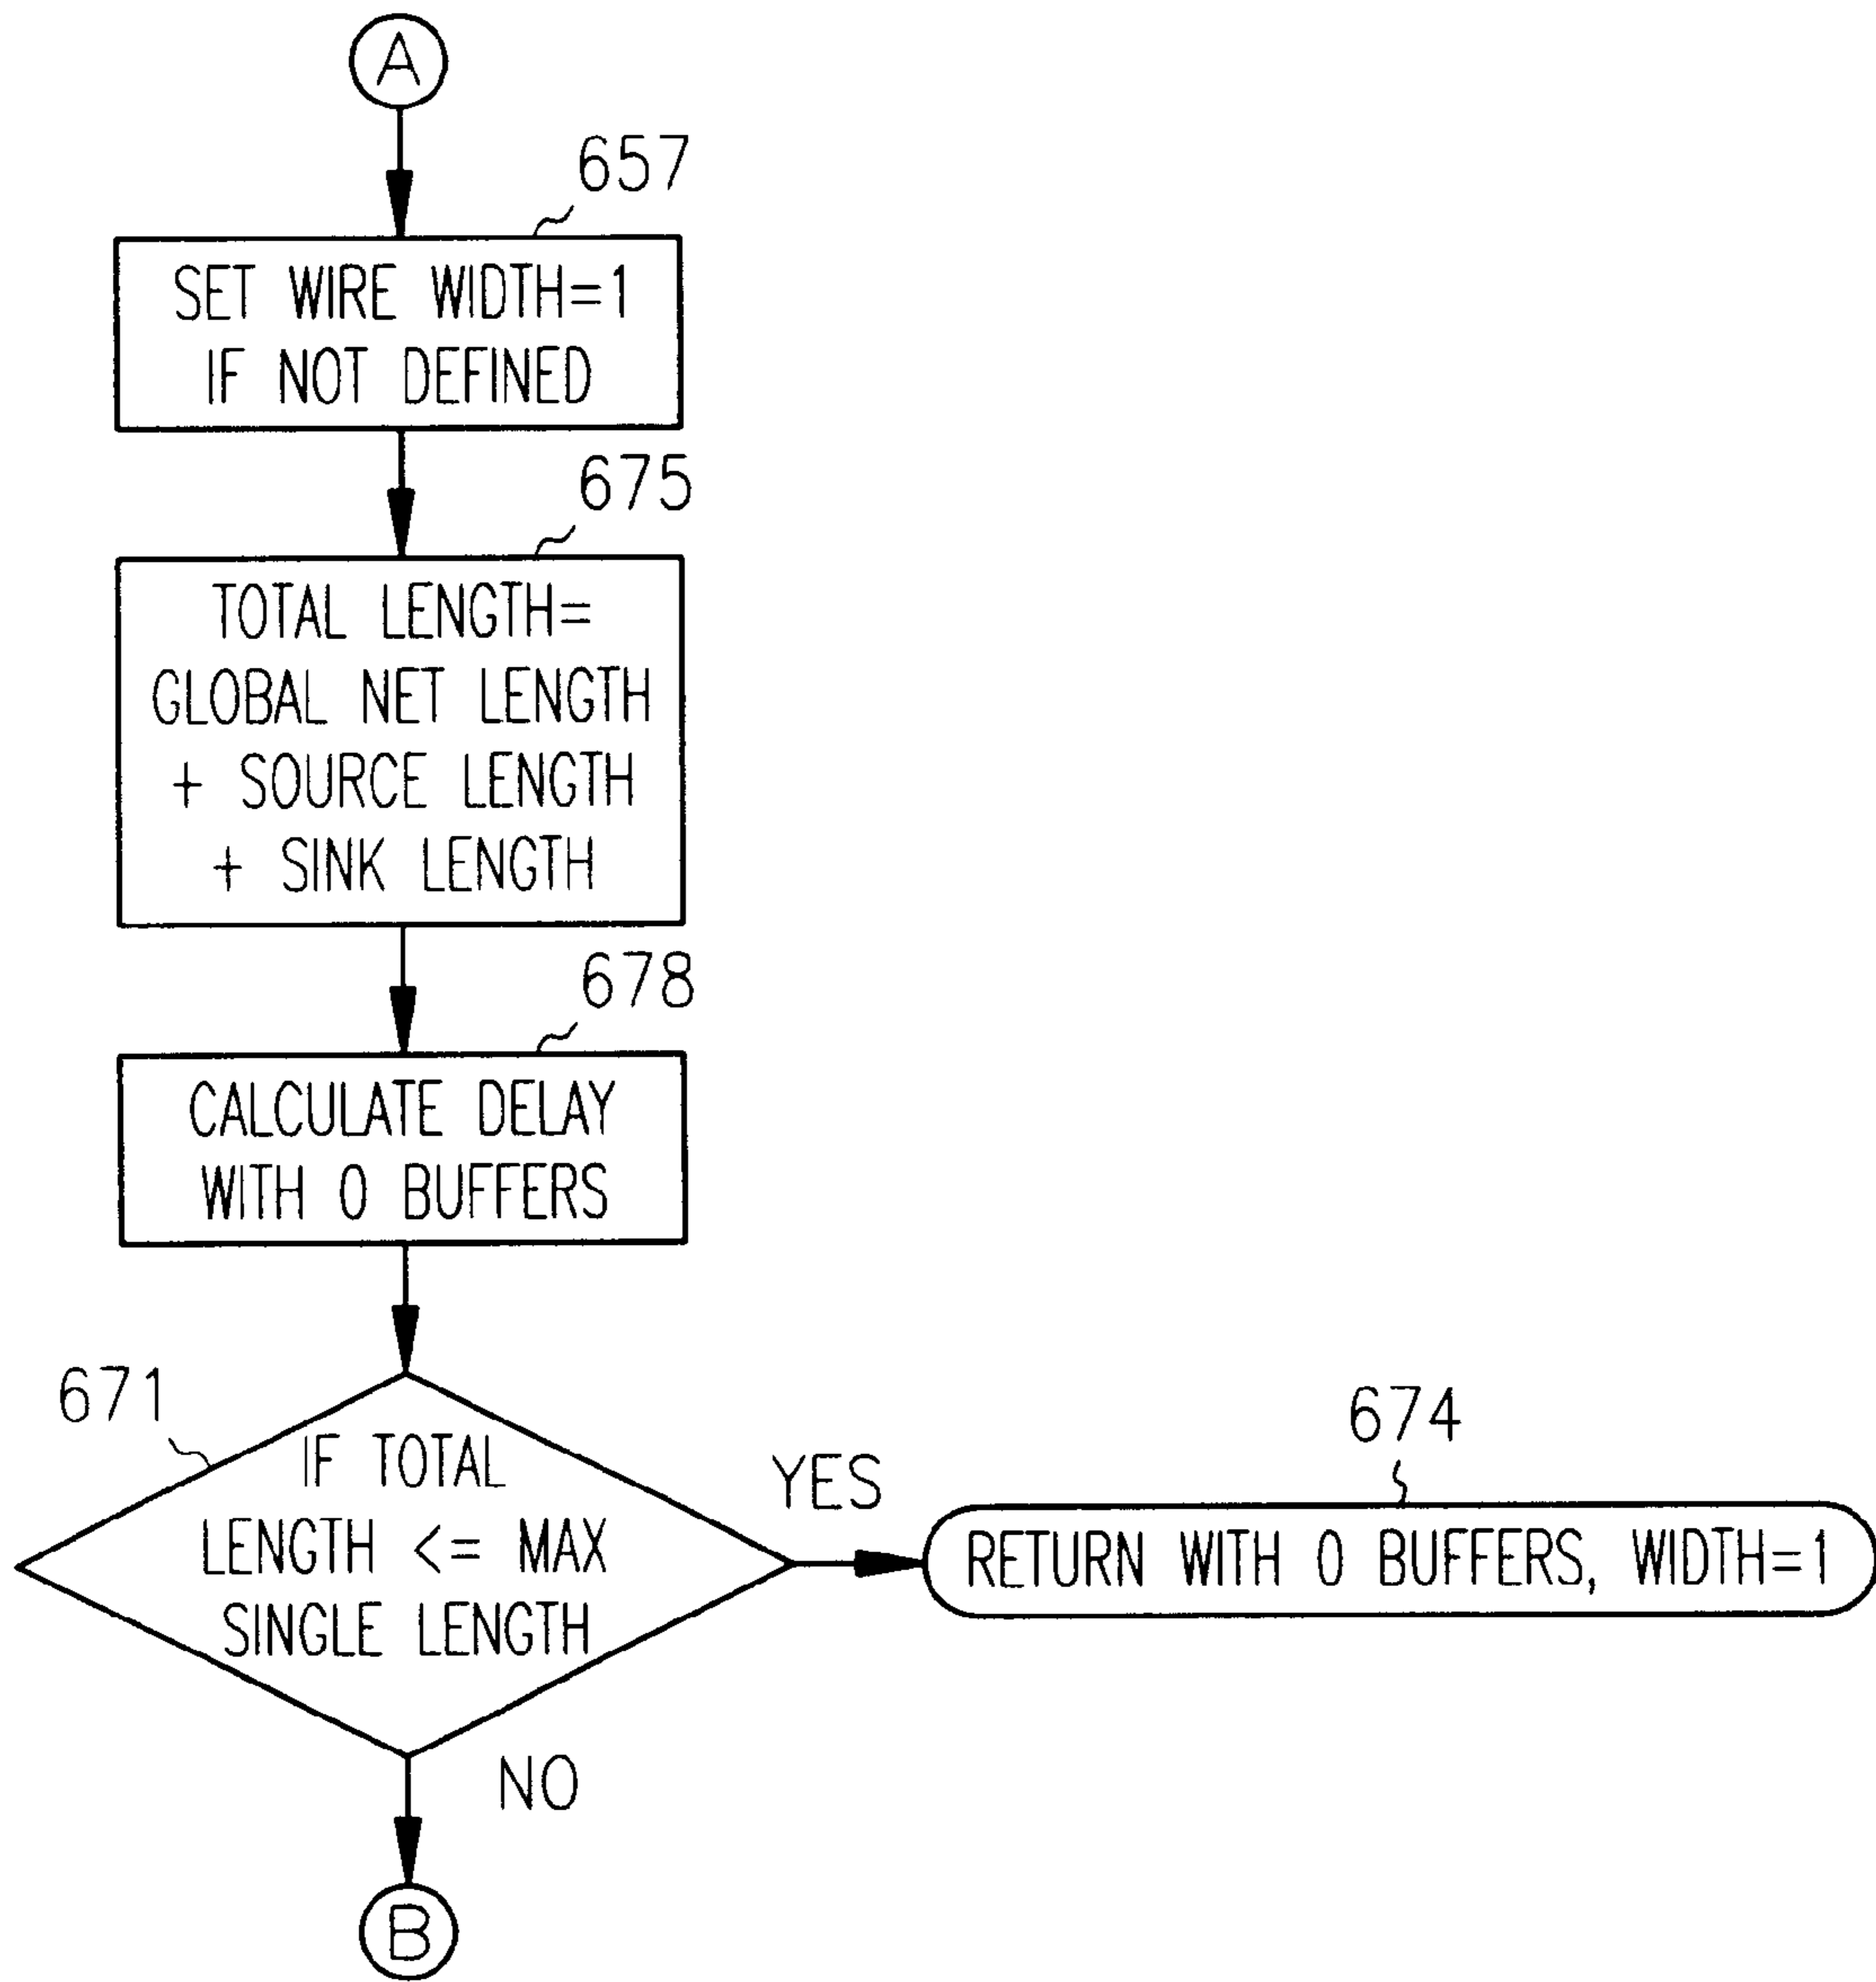 A
657
SET WIRE WIDTH=1
IF NOT DEFINED
675
TOTAL LENGTH=
GLOBAL NET LENGTH
+ SOURCE LENGTH
+ SINK LENGTH
678
CALCULATE DELAY
WITH 0 BUFFERS
671
IF TOTAL
LENGTH <= MAX
SINGLE LENGTH
YES
674
RETURN WITH 0 BUFFERS, WIDTH=1
NO
B